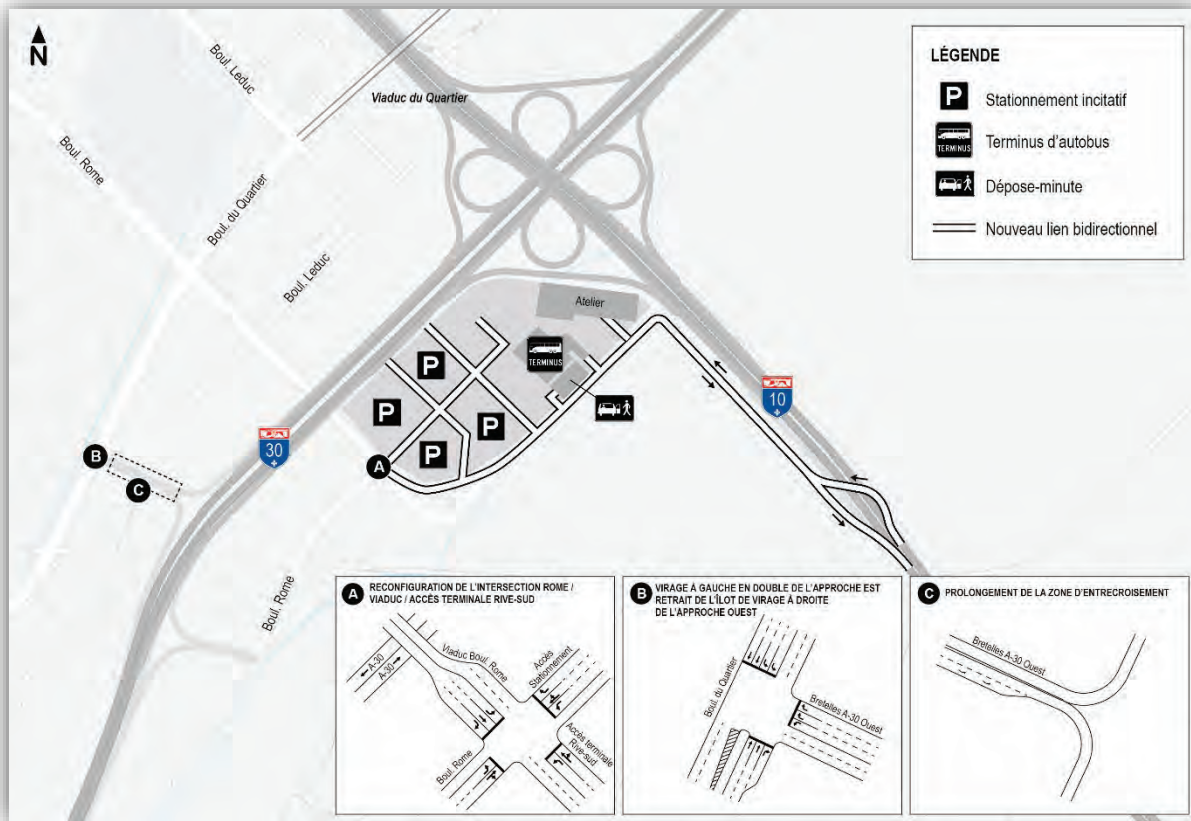 N
Boul. Leduc
Viaduc du Quartier
Boul. Rome
Boul. du Quartier
Boul. Leduc
LÉGENDE
P Stationnement incitatif
TERMINUS Terminus d'autobus
Dépose-minute
Nouveau lien bidirectionnel
Atelier
TERMINUS
P
P
P
P
10
30
A
B
C
Boul. Rome
A RECONFIGURATION DE L'INTERSECTION ROME /
VIADUC / ACCÈS TERMINALE RIVE-SUD
A-30
A-30
Viaduc Boul. Rome
Accès
Stationnement
Boul. Rome
Accès terminale
Rive-sud
B VIRAGE À GAUCHE EN DOUBLE DE L'APPROCHE EST
RETRAIT DE L'ÎLOT DE VIRAGE À DROITE
DE L'APPROCHE OUEST
Boul. du Quartier
Bretelles A-30 Ouest
C PROLONGEMENT DE LA ZONE D'ENTRECROISEMENT
Bretelles A-30 Ouest